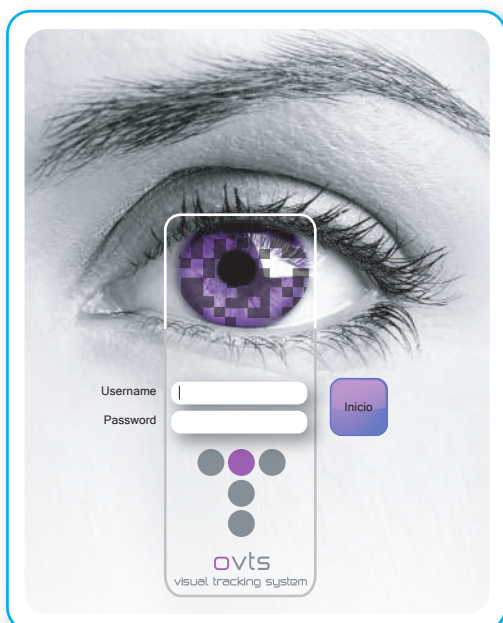 Username
Password
Inicio
ovts
visual tracking system